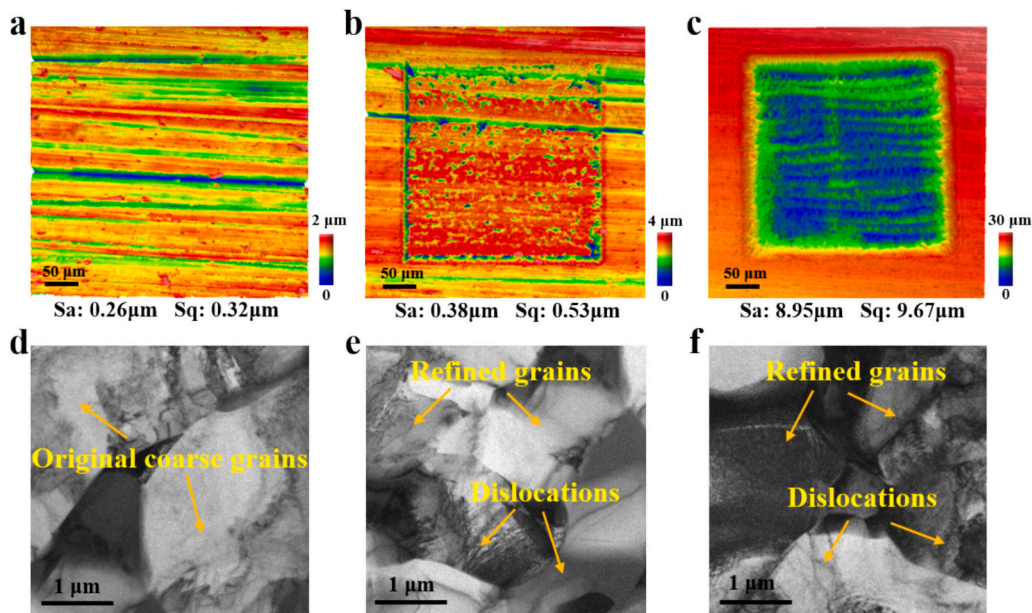 a
b
c
2 µm
0
50 µm
Sa: 0.26µm Sq: 0.32µm
4 µm
0
50 µm
Sa: 0.38µm Sq: 0.53µm
30 µm
0
50 µm
Sa: 8.95µm Sq: 9.67µm
d
Original coarse grains
1 µm
e
Refined grains
Dislocations
1 µm
f
Refined grains
Dislocations
1 µm